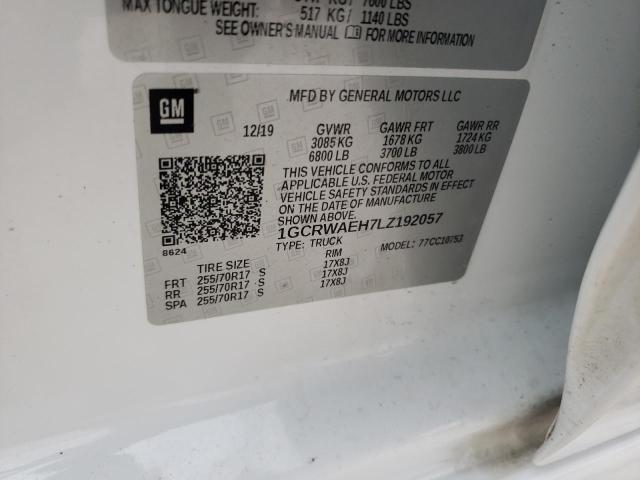 7600 LBS
MAX TONGUE WEIGHT: 517 KG / 1140 LBS
SEE OWNER'S MANUAL FOR MORE INFORMATION
GM
MFD BY GENERAL MOTORS LLC
12/19 GVWR GAWR FRT GAWR RR
3085 KG 1678 KG 1724 KG
6800 LB 3700 LB 3800 LB
THIS VEHICLE CONFORMS TO ALL
APPLICABLE U.S. FEDERAL MOTOR
VEHICLE SAFETY STANDARDS IN EFFECT
ON THE DATE OF MANUFACTURE
SHOWN ABOVE.
1GCRWAEH7LZ192057
8624
TYPE: TRUCK MODEL: 77CC10753
TIRE SIZE RIM
FRT 255/70R17 S 17X8J
RR 255/70R17 S 17X8J
SPA 255/70R17 S 17X8J